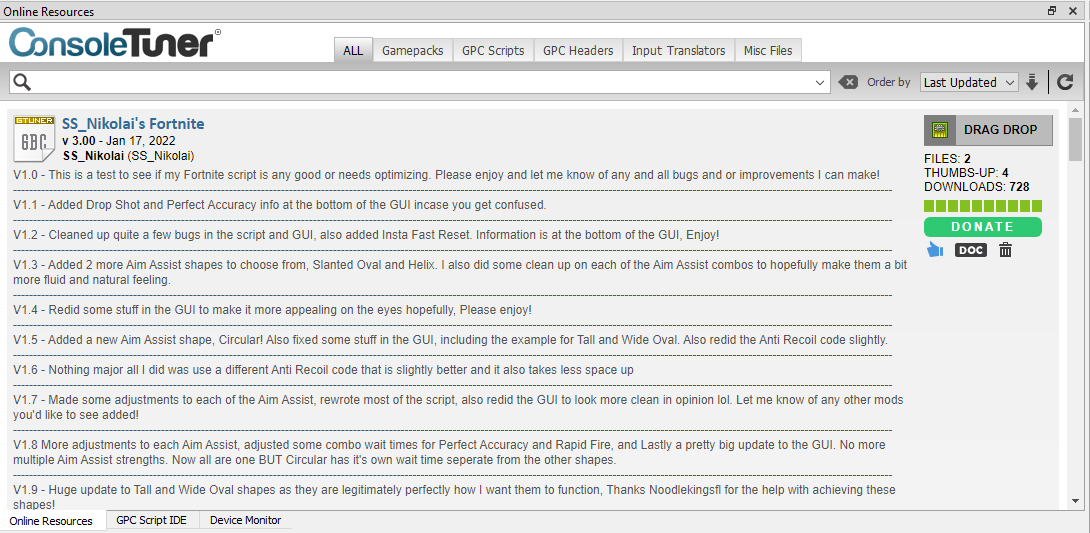 Online Resources
ConsoleTuner®
ALL Gamepacks GPC Scripts GPC Headers Input Translators Misc Files
Order by Last Updated
GTUNER
GBC
SS_Nikolai's Fortnite
v 3.00 - Jan 17, 2022
SS_Nikolai (SS_Nikolai)
DRAG DROP
FILES: 2
THUMBS-UP: 4
DOWNLOADS: 728
DONATE
DOC
V1.0 - This is a test to see if my Fortnite script is any good or needs optimizing. Please enjoy and let me know of any and all bugs and or improvements I can make!
V1.1 - Added Drop Shot and Perfect Accuracy info at the bottom of the GUI incase you get confused.
V1.2 - Cleaned up quite a few bugs in the script and GUI, also added Insta Fast Reset. Information is at the bottom of the GUI, Enjoy!
V1.3 - Added 2 more Aim Assist shapes to choose from, Slanted Oval and Helix. I also did some clean up on each of the Aim Assist combos to hopefully make them a bit
more fluid and natural feeling.
V1.4 - Redid some stuff in the GUI to make it more appealing on the eyes hopefully, Please enjoy!
V1.5 - Added a new Aim Assist shape, Circular! Also fixed some stuff in the GUI, including the example for Tall and Wide Oval. Also redid the Anti Recoil code slightly.
V1.6 - Nothing major all I did was use a different Anti Recoil code that is slightly better and it also takes less space up
V1.7 - Made some adjustments to each of the Aim Assist, rewrote most of the script, also redid the GUI to look more clean in opinion lol. Let me know of any other mods
you'd like to see added!
V1.8 More adjustments to each Aim Assist, adjusted some combo wait times for Perfect Accuracy and Rapid Fire, and Lastly a pretty big update to the GUI. No more
multiple Aim Assist strengths. Now all are one BUT Circular has it's own wait time seperate from the other shapes.
V1.9 - Huge update to Tall and Wide Oval shapes as they are legitimately perfectly how I want them to function, Thanks Noodlekingsfl for the help with achieving these
shapes!
Online Resources GPC Script IDE Device Monitor